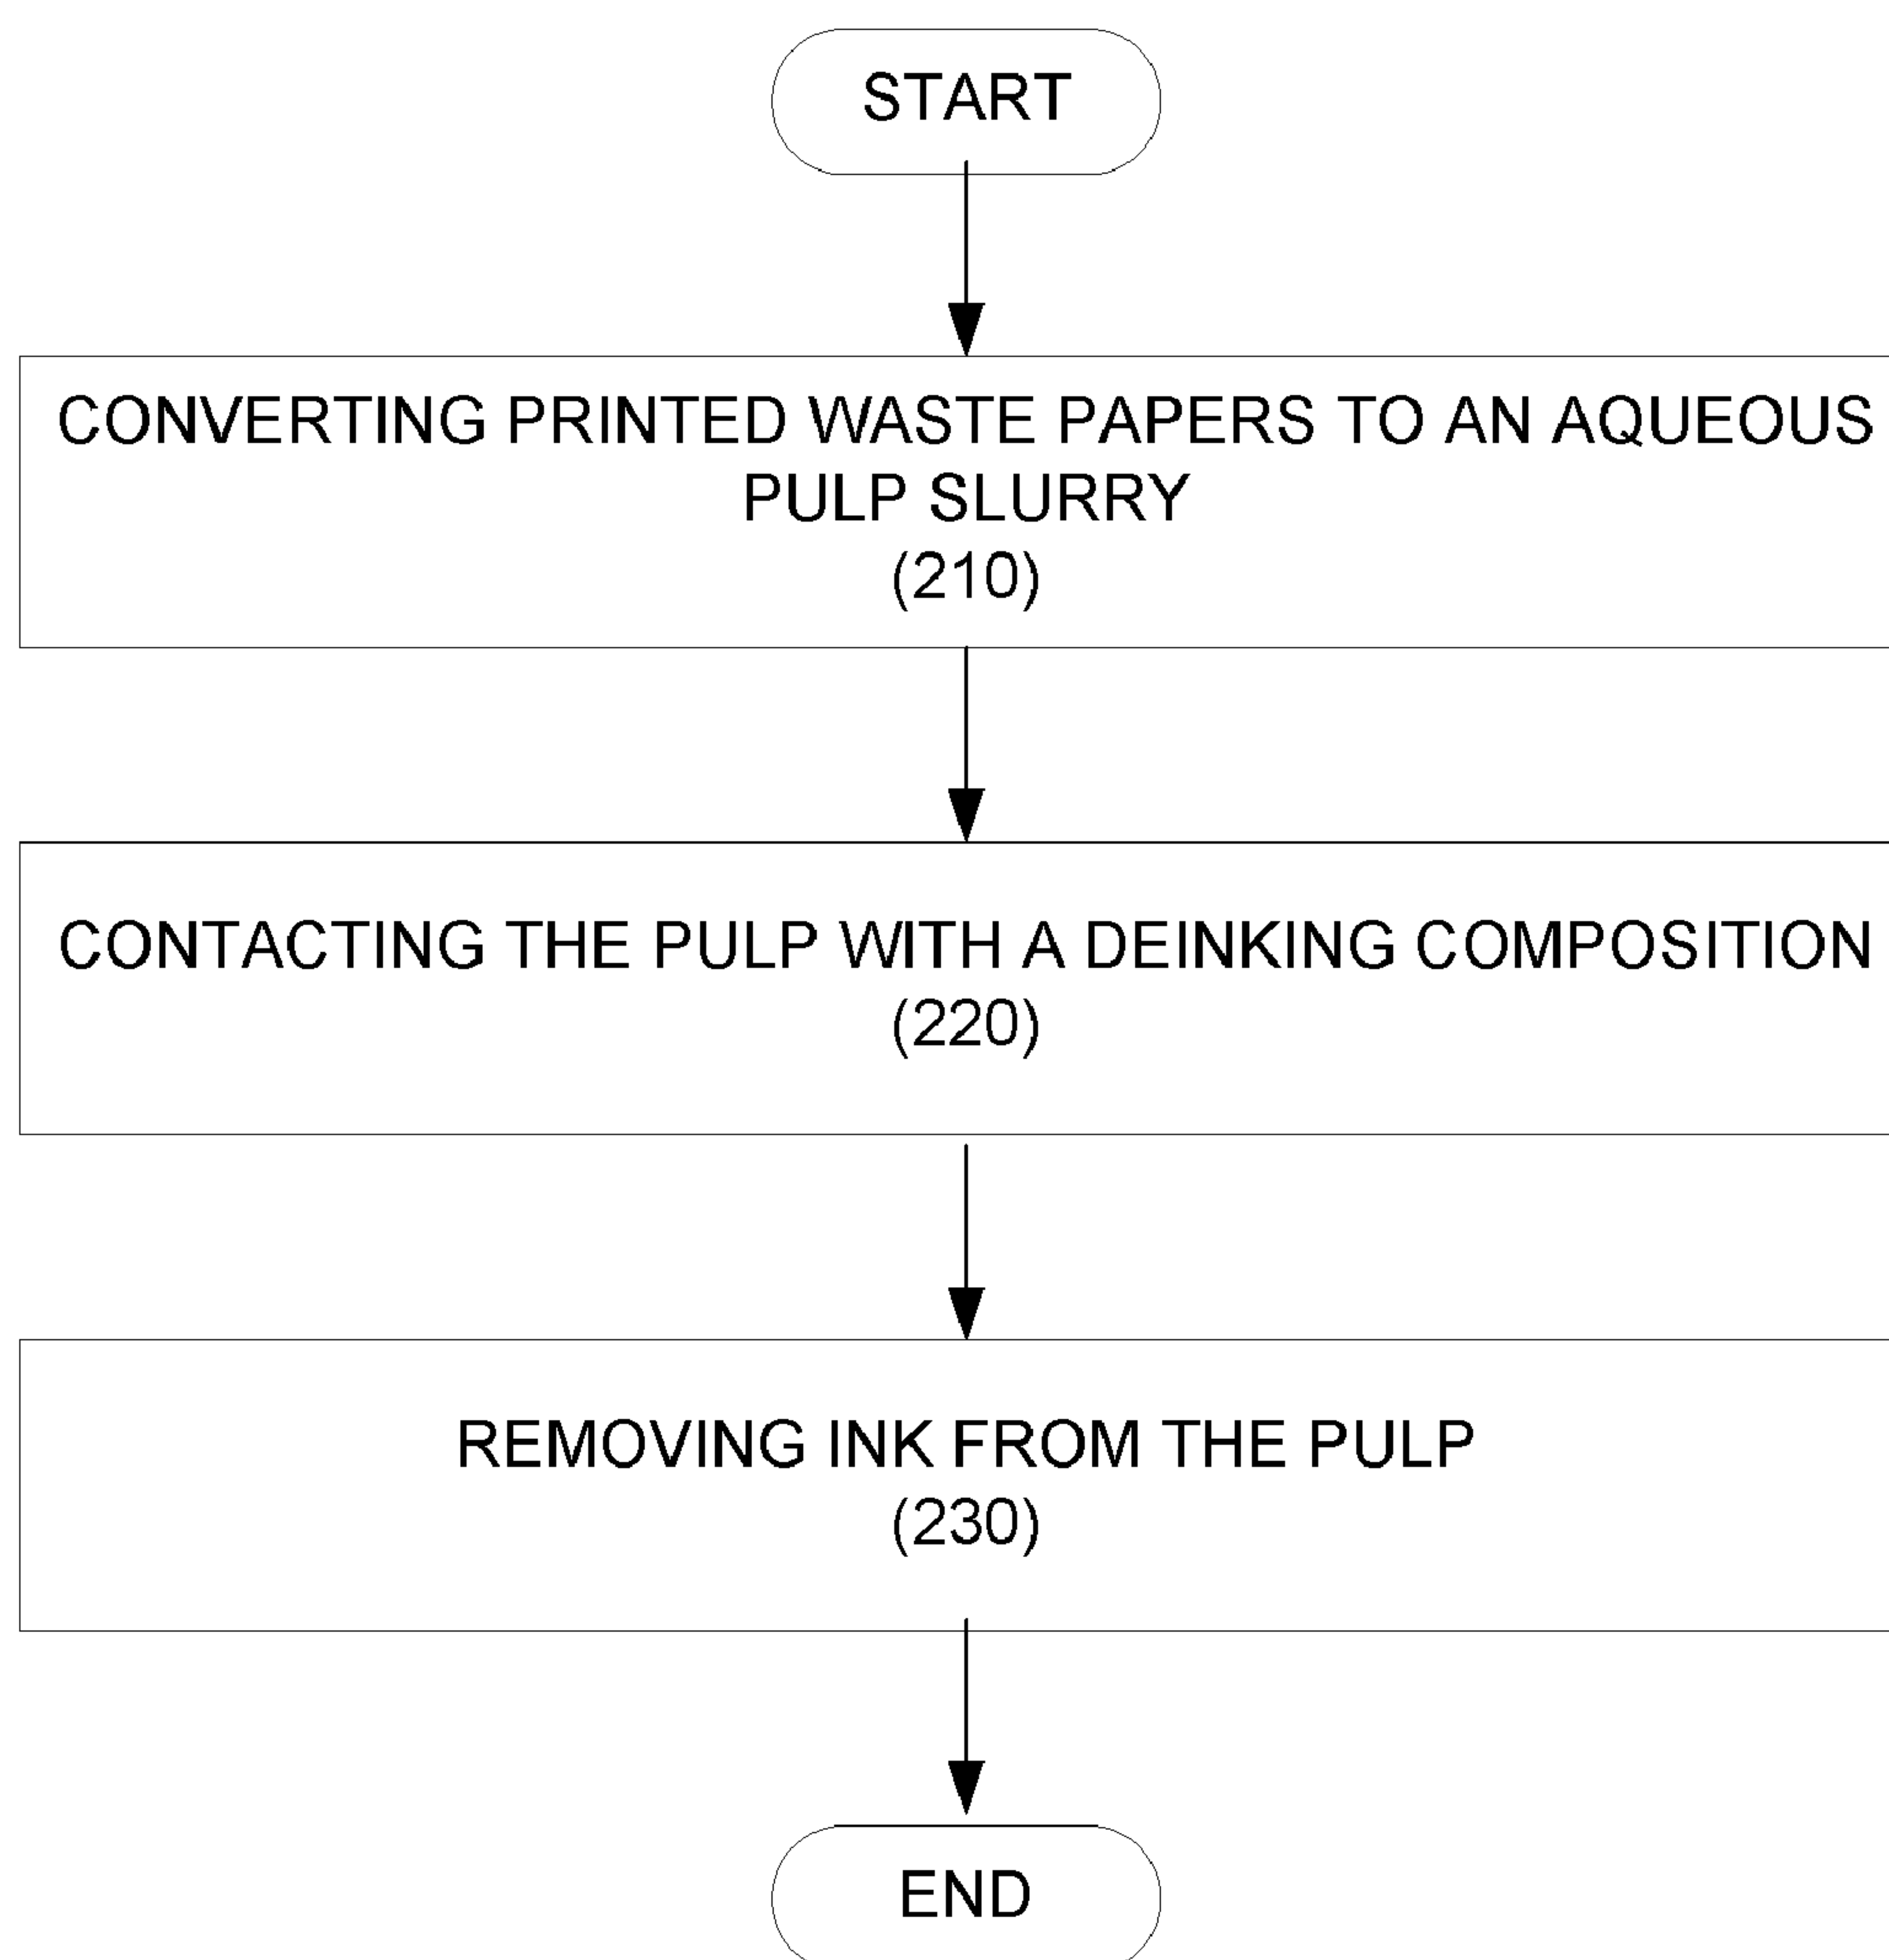 START
CONVERTING PRINTED WASTE PAPERS TO AN AQUEOUS
PULP SLURRY
(210)
CONTACTING THE PULP WITH A DEINKING COMPOSITION
(220)
REMOVING INK FROM THE PULP
(230)
END